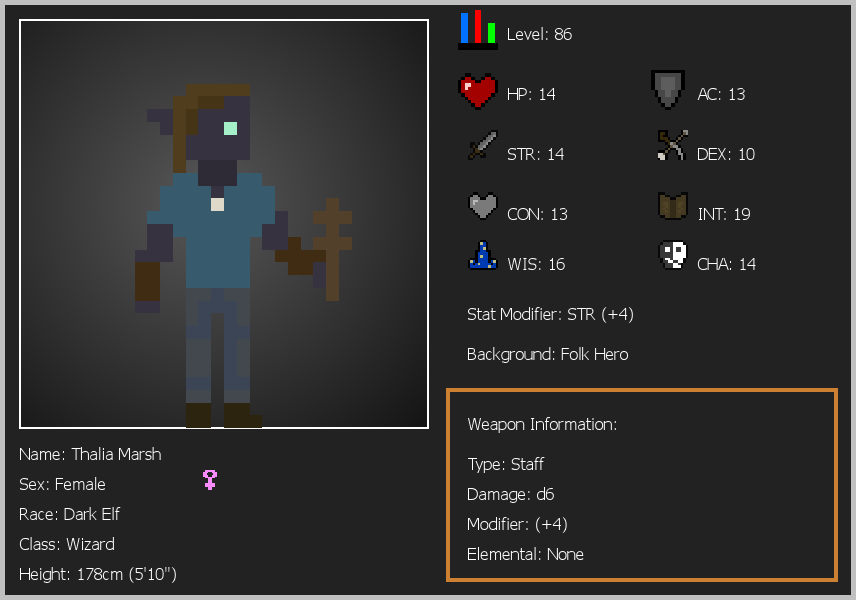 Level: 86
HP: 14
AC: 13
STR: 14
DEX: 10
CON: 13
INT: 19
WIS: 16
CHA: 14
Stat Modifier: STR (+4)
Background: Folk Hero
Weapon Information:
Type: Staff
Damage: d6
Modifier: (+4)
Elemental: None
Name: Thalia Marsh
Sex: Female
Race: Dark Elf
Class: Wizard
Height: 178cm (5'10")